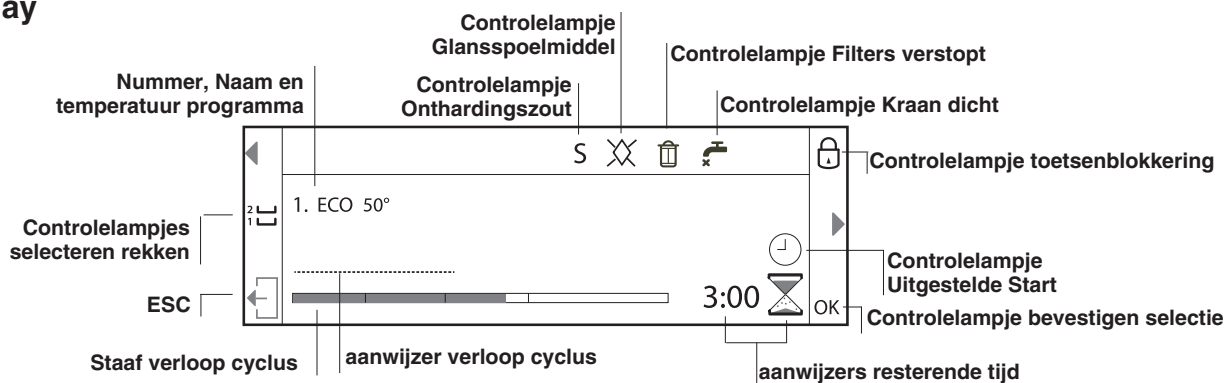 ay
Controlelampje
Glansspoelmiddel
Controlelampje Filters verstopt
Nummer, Naam en
temperatuur programma
Controlelampje
Onthardingszout
Controlelampje Kraan dicht
S
Controlelampje toetsenblokkering
1. ECO 50°
2
1
Controlelampjes
selecteren rekken
Controlelampje
Uitgestelde Start
ESC
3:00
OK
Controlelampje bevestigen selectie
Staaf verloop cyclus
aanwijzer verloop cyclus
aanwijzers resterende tijd